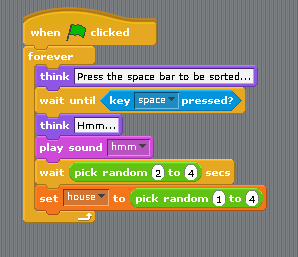 when clicked
forever
think Press the space bar to be sorted...
wait until key space pressed?
think Hmm...
play sound hmm
wait pick random 2 to 4 secs
set house to pick random 1 to 4